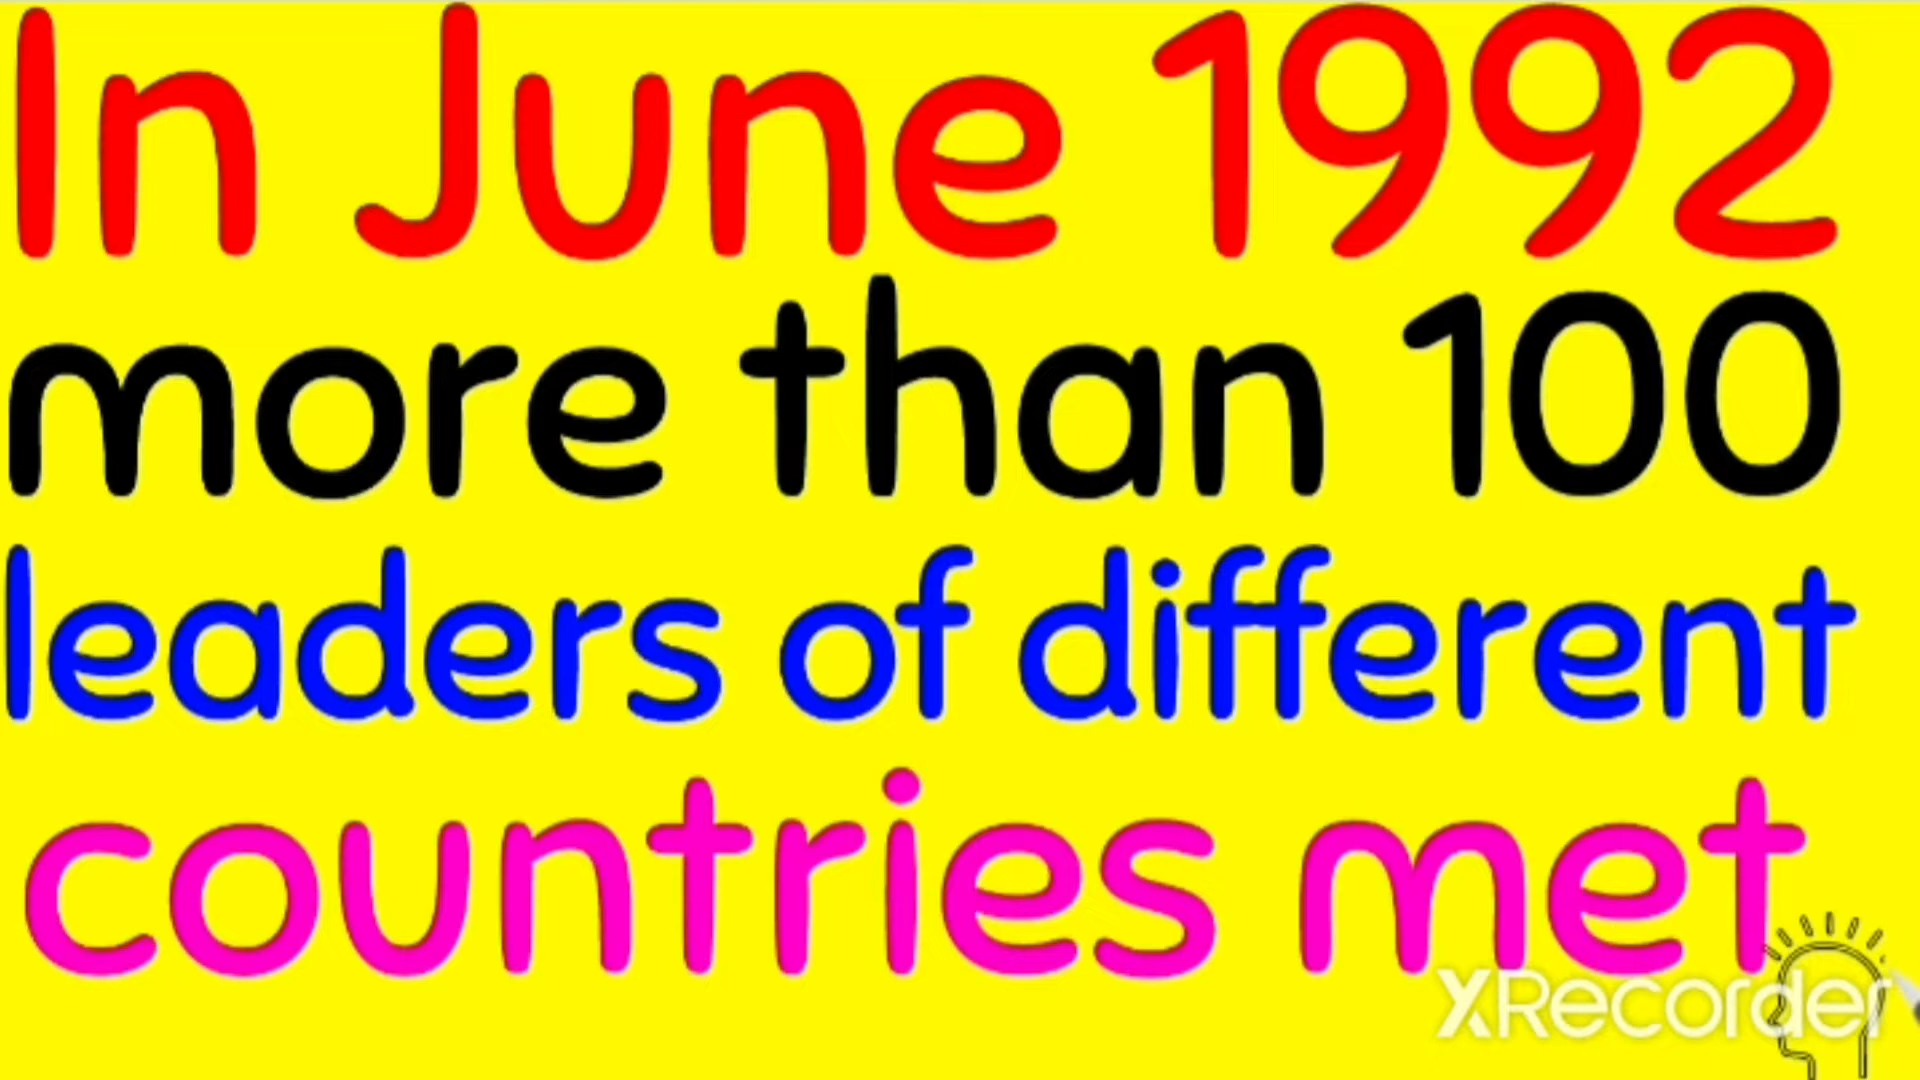 In June 1992
more than 100
leaders of different
countries met
XRecorder